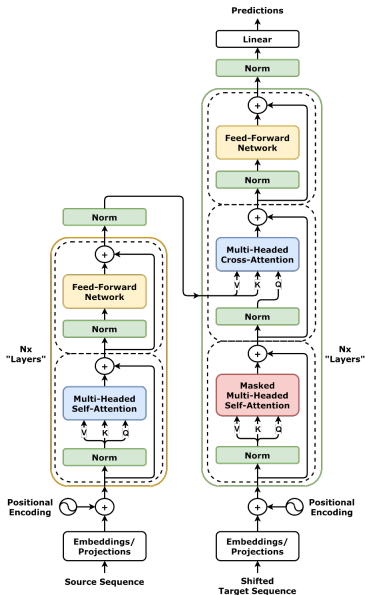 Predictions
Linear
Norm
+
Feed-Forward
Network
Norm
+
Multi-Headed
Cross-Attention
V K Q
Norm
+
Masked
Multi-Headed
Self-Attention
V K Q
Norm
Nx
"Layers"
+
Positional
Encoding
Embeddings/
Projections
Shifted
Target Sequence
Norm
+
Feed-Forward
Network
Norm
+
Multi-Headed
Self-Attention
V K Q
Norm
Nx
"Layers"
+
Positional
Encoding
Embeddings/
Projections
Source Sequence